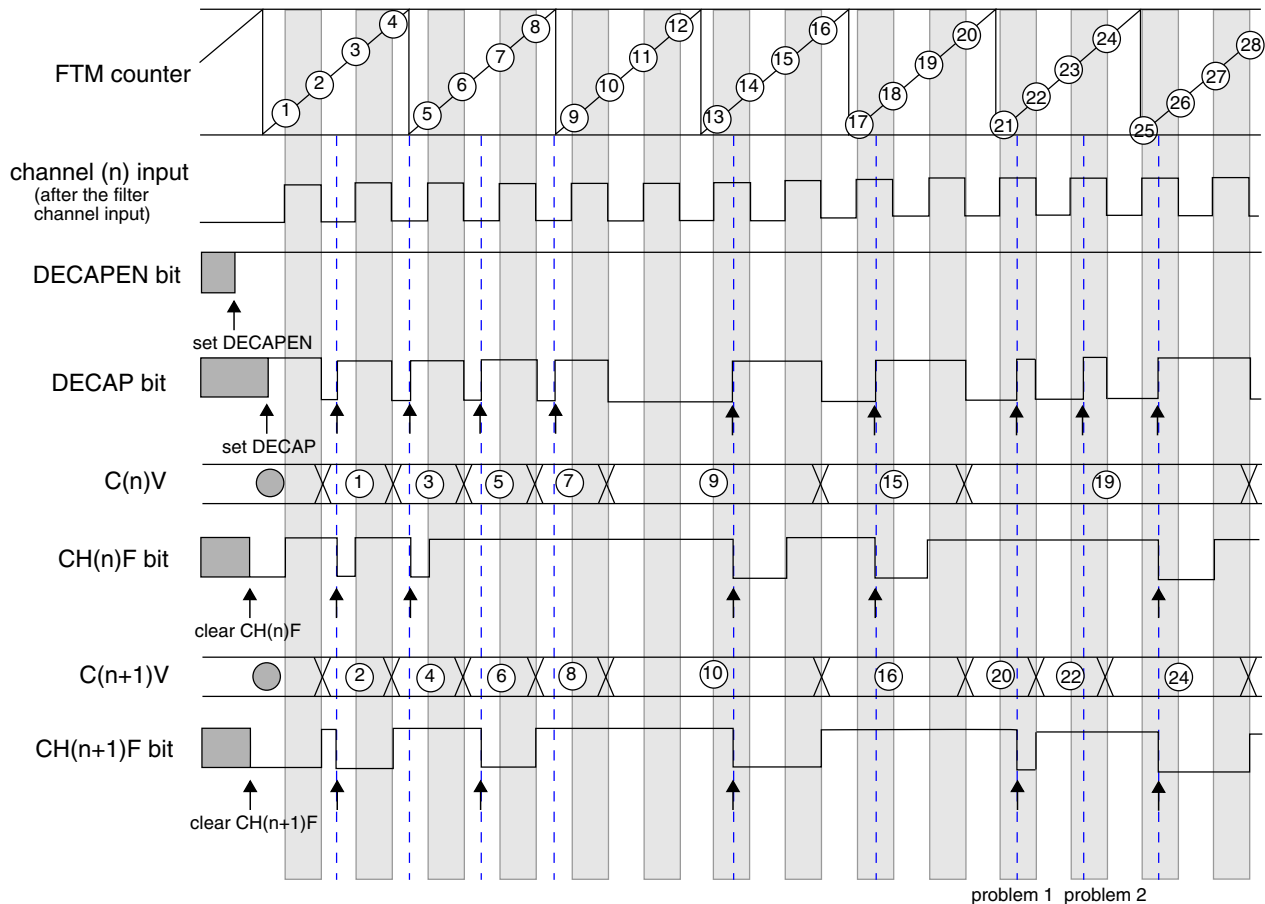 4
8
12
16
20
24
28
3
7
11
15
19
23
27
FTM counter
2
6
10
14
18
22
26
1
5
9
13
17
21
25
channel (n) input
(after the filter
channel input)
DECAPEN bit
set DECAPEN
DECAP bit
set DECAP
C(n)V
1
3
5
7
9
15
19
CH(n)F bit
clear CH(n)F
C(n+1)V
2
4
6
8
10
16
20
22
24
CH(n+1)F bit
clear CH(n+1)F
problem 1 problem 2